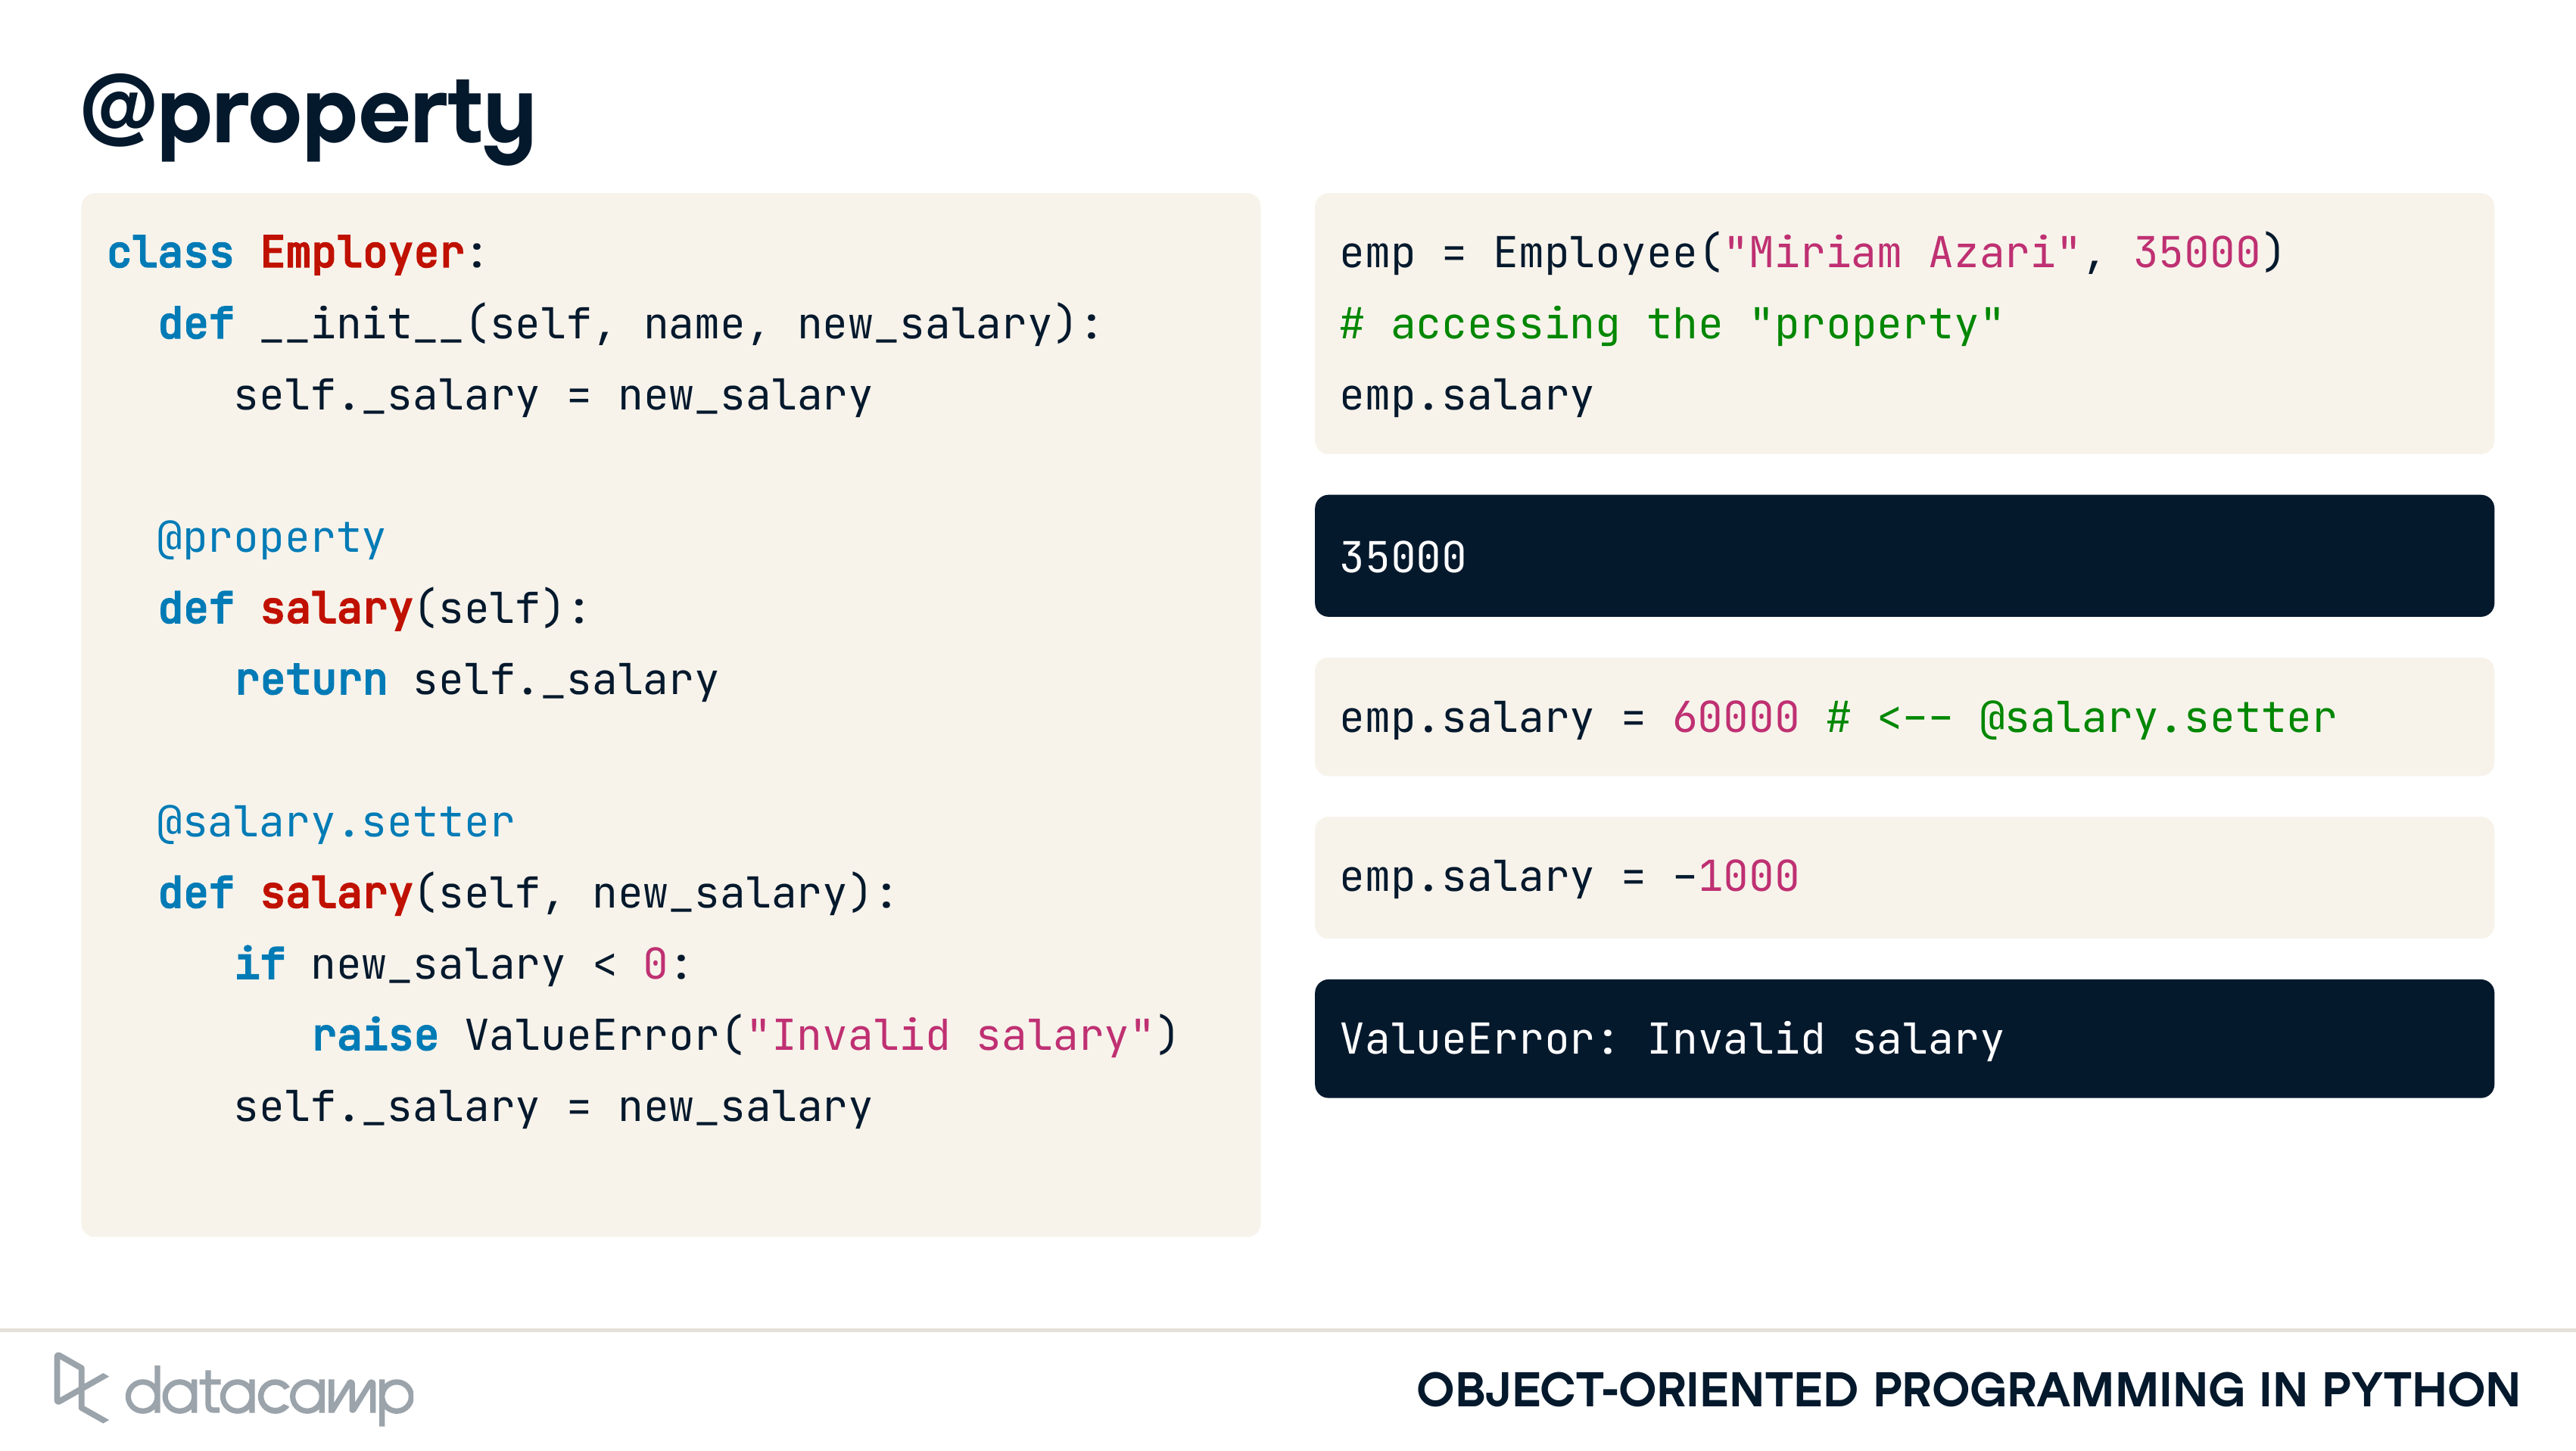 @property
class Employer:
  def __init__(self, name, new_salary):
     self._salary = new_salary
  @property
  def salary(self):
     return self._salary
  @salary.setter
  def salary(self, new_salary):
     if new_salary < 0:
        raise ValueError("Invalid salary")
     self._salary = new_salary
emp = Employee("Miriam Azari", 35000)
# accessing the "property"
emp.salary
35000
emp.salary = 60000 # <-- @salary.setter
emp.salary = -1000
ValueError: Invalid salary
datacamp
OBJECT-ORIENTED PROGRAMMING IN PYTHON